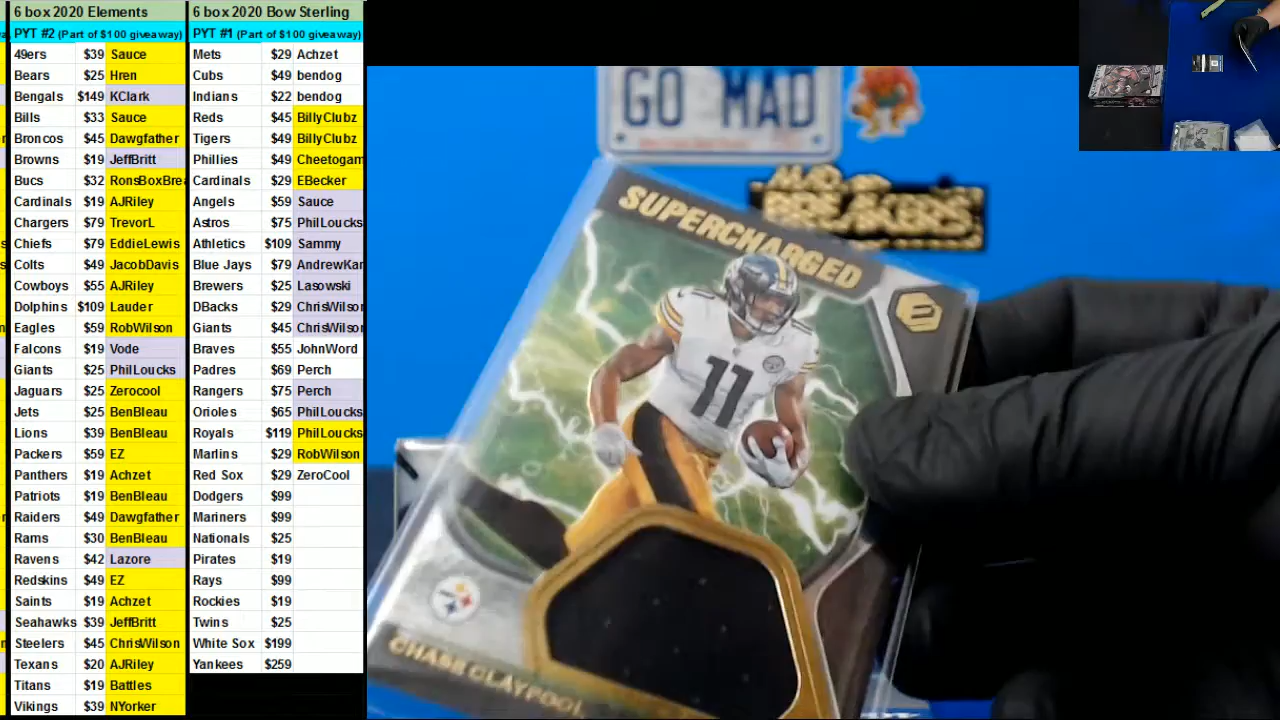 6 box 2020 Elements
PYT #2 (Part of $100 giveaway)
49ers $39 Sauce
Bears $25 Hren
Bengals $149 KClark
Bills $33 Sauce
Broncos $45 Dawgfather
Browns $19 JeffBritt
Bucs $32 RonsBoxBrea
Cardinals $19 AJRiley
Chargers $79 TrevorL
Chiefs $79 EddieLewis
Colts $49 JacobDavis
Cowboys $55 AJRiley
Dolphins $109 Lauder
Eagles $59 RobWilson
Falcons $19 Vode
Giants $25 PhilLoucks
Jaguars $25 Zerocool
Jets $25 BenBleau
Lions $39 BenBleau
Packers $59 EZ
Panthers $19 Achzet
Patriots $19 BenBleau
Raiders $49 Dawgfather
Rams $30 BenBleau
Ravens $42 Lazore
Redskins $49 EZ
Saints $19 Achzet
Seahawks $39 JeffBritt
Steelers $45 ChrisWilson
Texans $20 AJRiley
Titans $19 Battles
Vikings $39 NYorker
6 box 2020 Bow Sterling
PYT #1 (Part of $100 giveaway)
Mets $29 Achzet
Cubs $49 bendog
Indians $22 bendog
Reds $45 BillyClubz
Tigers $49 BillyClubz
Phillies $49 Cheetogam
Cardinals $29 EBecker
Angels $59 Sauce
Astros $75 PhilLoucks
Athletics $109 Sammy
Blue Jays $79 AndrewKar
Brewers $25 Lasowski
DBacks $29 ChrisWilson
Giants $45 ChrisWilson
Braves $55 JohnWord
Padres $69 Perch
Rangers $75 Perch
Orioles $65 PhilLoucks
Royals $119 PhilLoucks
Marlins $29 RobWilson
Red Sox $29 ZeroCool
Dodgers $99
Mariners $99
Nationals $25
Pirates $19
Rays $99
Rockies $19
Twins $25
White Sox $199
Yankees $259
GO MAD
BREAKERS
SUPERCHARGED
11
CHASE CLAYPOOL